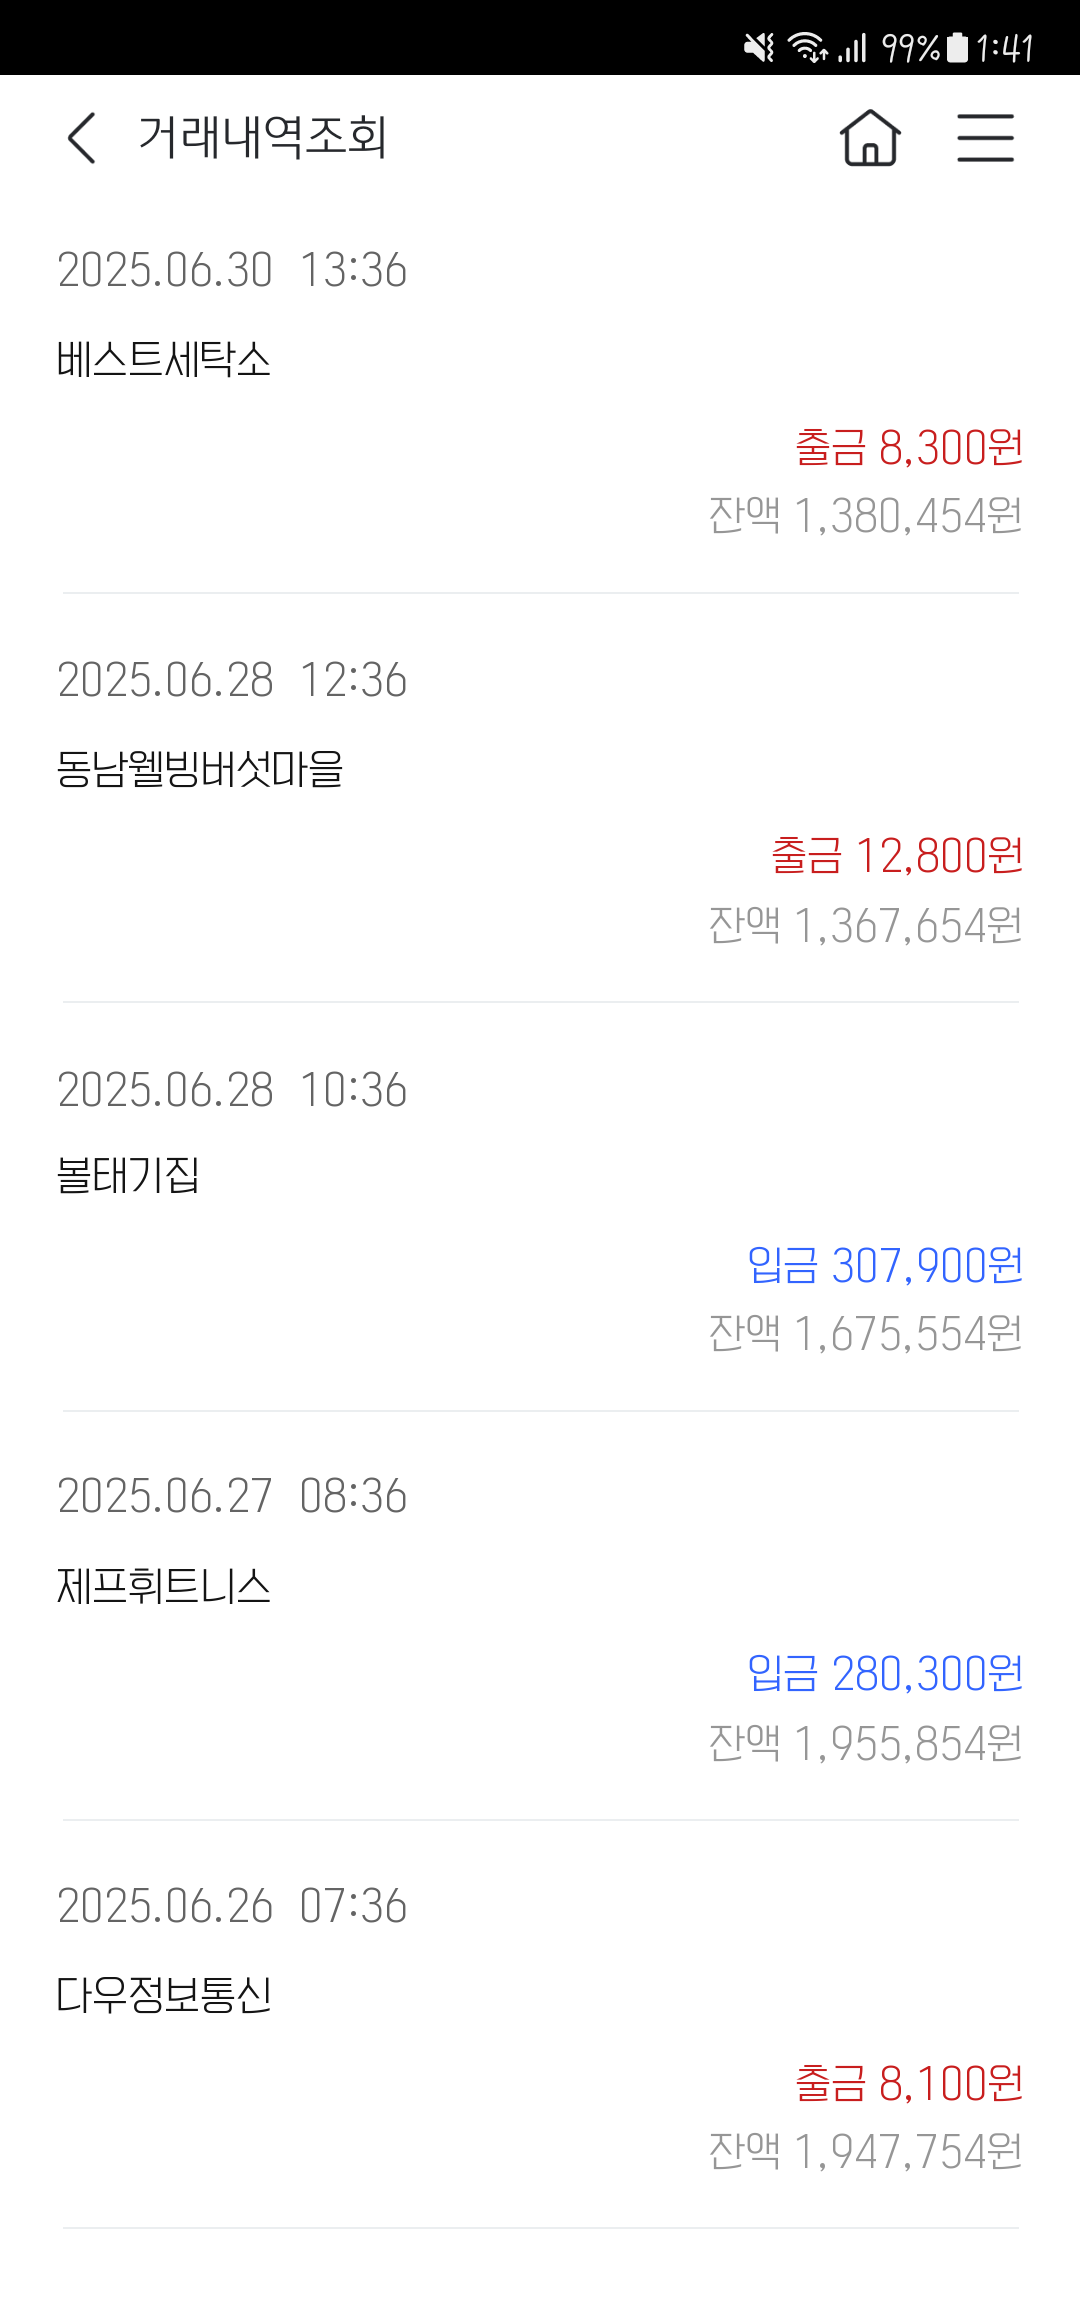 99% 1:41
거래내역조회
2025.06.30 13:36
베스트세탁소
출금 8,300원
잔액 1,380,454원
2025.06.28 12:36
동남웰빙버섯마을
출금 12,800원
잔액 1,367,654원
2025.06.28 10:36
볼태기집
입금 307,900원
잔액 1,675,554원
2025.06.27 08:36
제프휘트니스
입금 280,300원
잔액 1,955,854원
2025.06.26 07:36
다우정보통신
출금 8,100원
잔액 1,947,754원